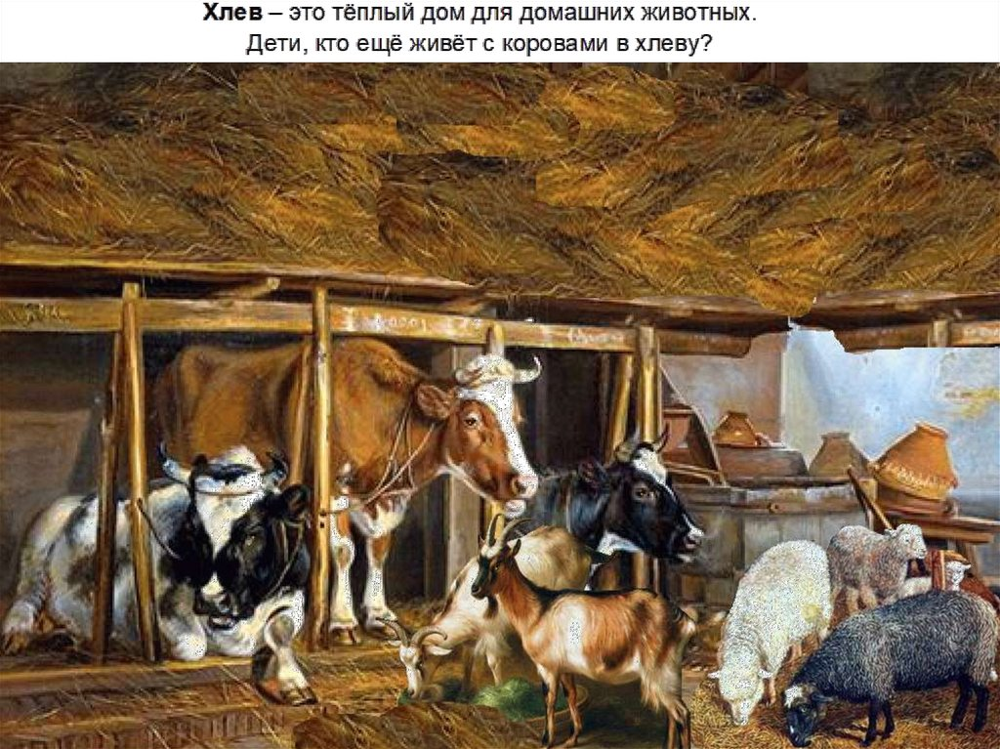 Хлев – это тёплый дом для домашних животных.
Дети, кто ещё живёт с коровами в хлеву?